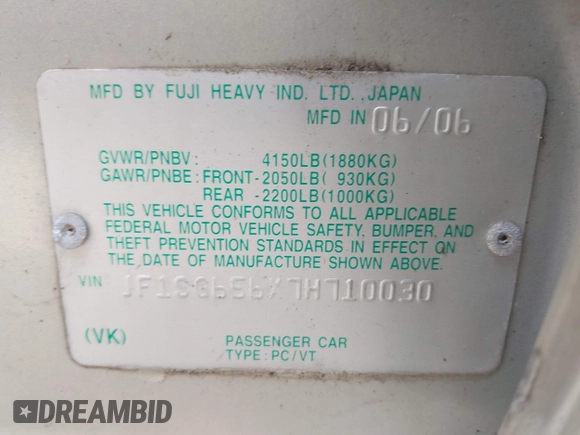 MFD BY FUJI HEAVY IND. LTD., JAPAN
MFD IN 06/06
GVWR/PNBV: 4150LB(1880KG)
GAWR/PNBE: FRONT-2050LB( 930KG)
REAR -2200LB(1000KG)
THIS VEHICLE CONFORMS TO ALL APPLICABLE
FEDERAL MOTOR VEHICLE SAFETY, BUMPER, AND
THEFT PREVENTION STANDARDS IN EFFECT ON
THE DATE OF MANUFACTURE SHOWN ABOVE.
VIN
(VK)
PASSENGER CAR
TYPE: PC/VT
DREAMBID